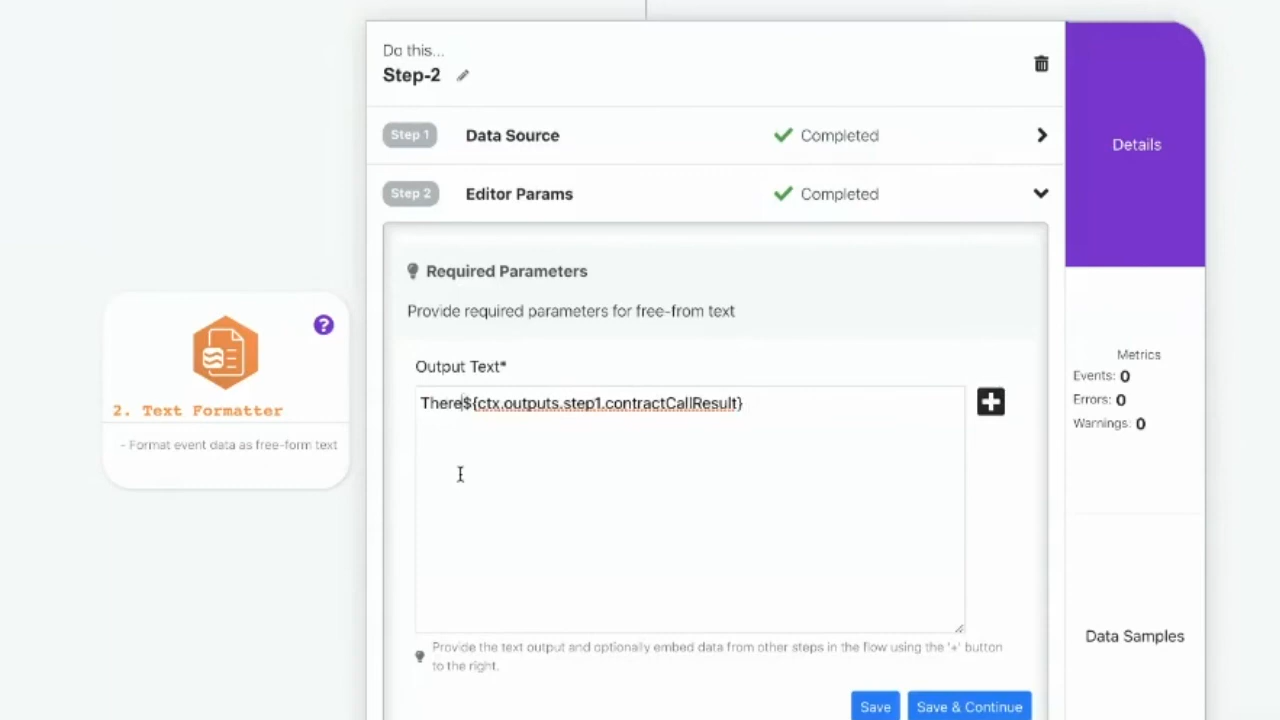 Do this...
Step-2
Step 1 Data Source Completed
Step 2 Editor Params Completed
Required Parameters
Provide required parameters for free-from text
Output Text*
There${ctx.outputs.step1.contractCallResult}
Provide the text output and optionally embed data from other steps in the flow using the '+' button
to the right.
Save Save & Continue
?
2. Text Formatter
- Format event data as free-form text
Details
Metrics
Events: 0
Errors: 0
Warnings: 0
Data Samples